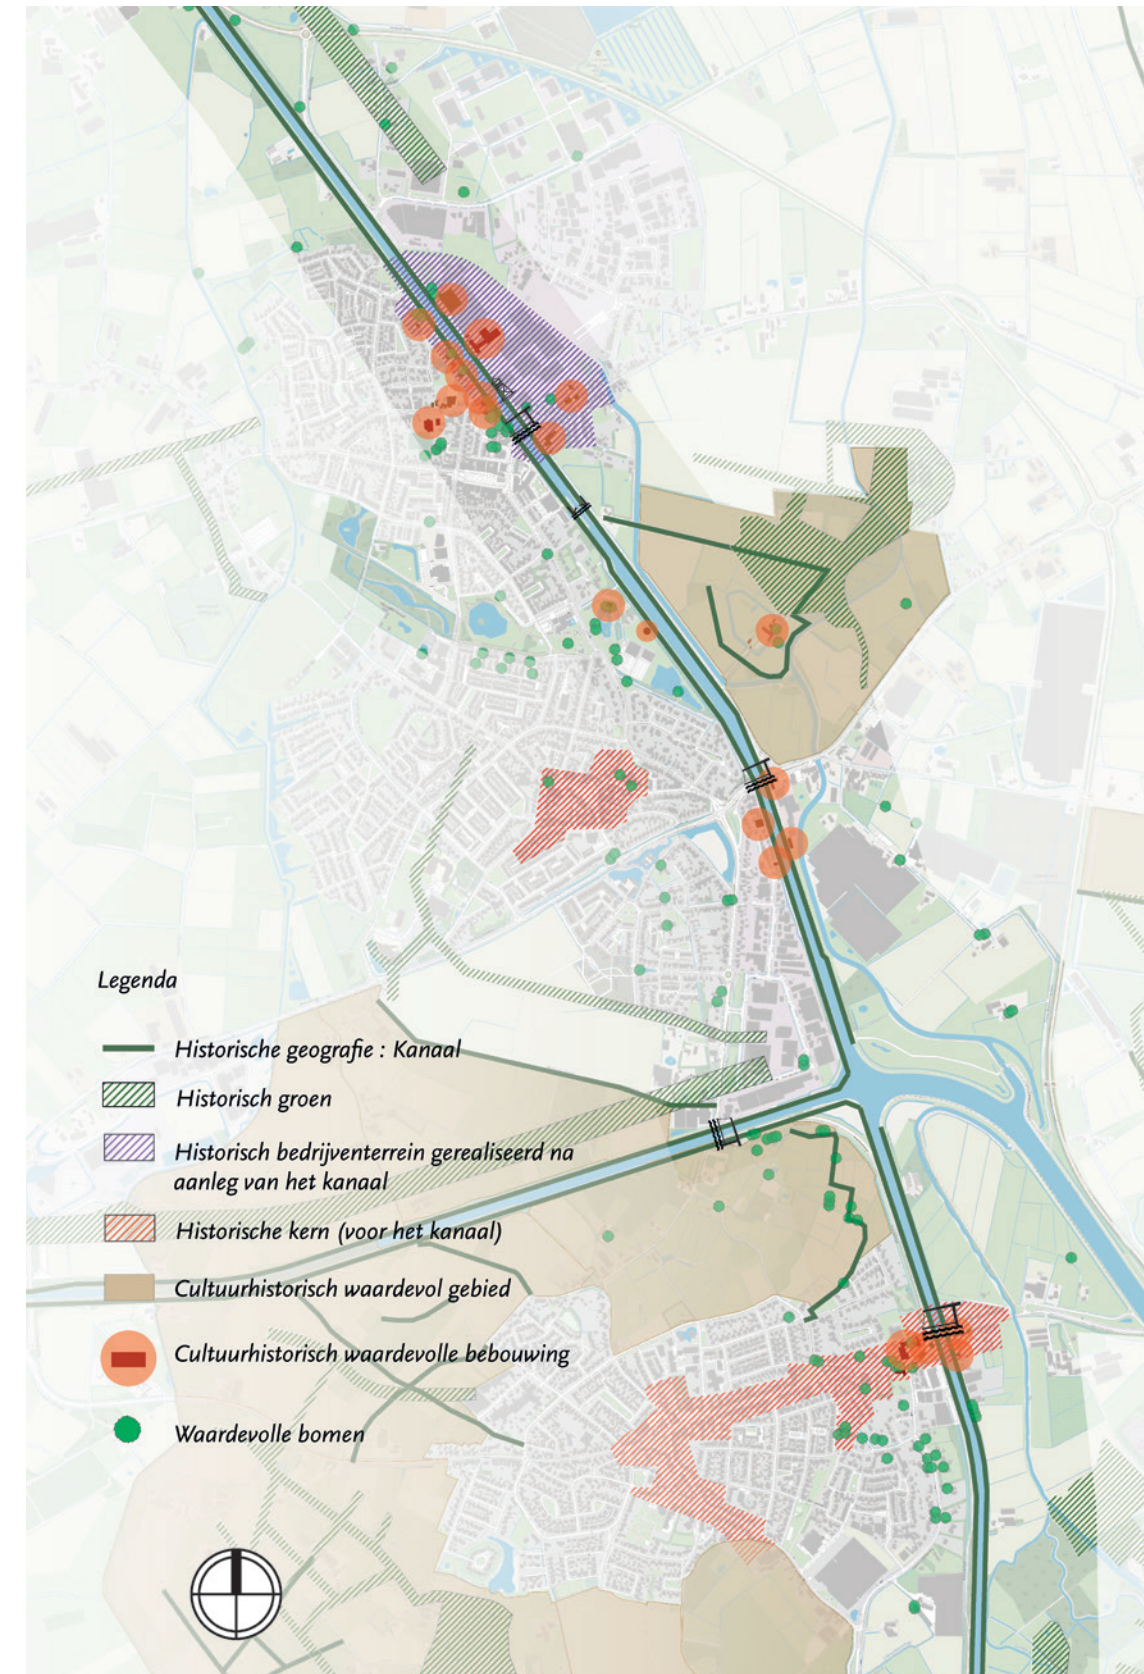 Legenda
Historische geografie : Kanaal
Historisch groen
Historisch bedrijventerrein gerealiseerd na
aanleg van het kanaal
Historische kern (voor het kanaal)
Cultuurhistorisch waardevol gebied
Cultuurhistorisch waardevolle bebouwing
Waardevolle bomen